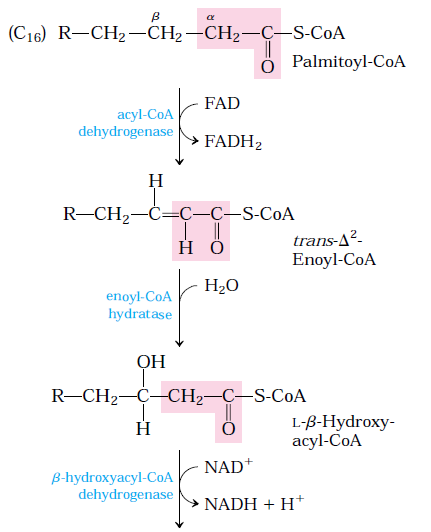 β α
(C₁₆) R—CH₂—CH₂—CH₂—C—S-CoA
O Palmitoyl-CoA
acyl-CoA dehydrogenase
FAD
FADH₂
H
R—CH₂—C=C—C—S-CoA
H O
trans-Δ²-
Enoyl-CoA
enoyl-CoA
hydratase
H₂O
OH
R—CH₂—C—CH₂—C—S-CoA
H O
L-β-Hydroxy-
acyl-CoA
β-hydroxyacyl-CoA
dehydrogenase
NAD⁺
NADH + H⁺